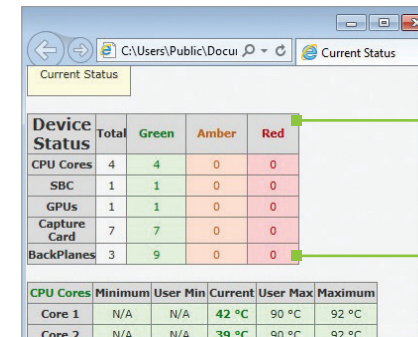 C:\Users\Public\Docu
Current Status
Current Status
Device Status Total Green Amber Red
CPU Cores 4 4 0 0
SBC 1 1 0 0
GPUs 1 1 0 0
Capture Card 7 7 0 0
BackPlanes 3 9 0 0
CPU Cores Minimum User Min Current User Max Maximum
Core 1 N/A N/A 42 °C 90 °C 92 °C
Core 2 N/A N/A 39 °C 90 °C 92 °C